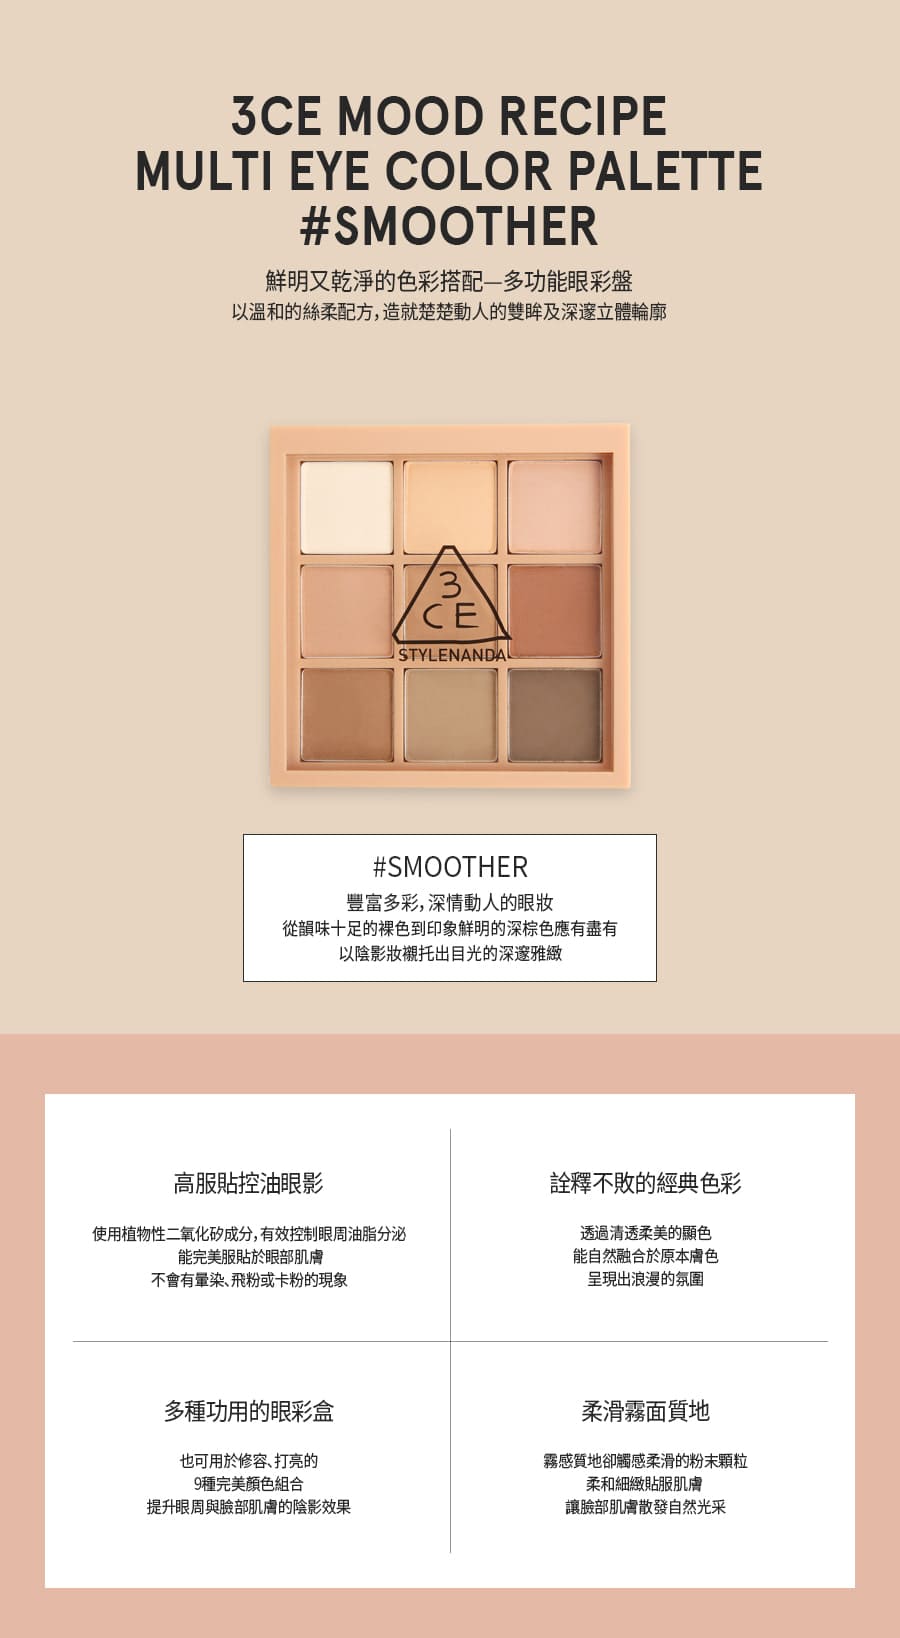 3CE MOOD RECIPE
MULTI EYE COLOR PALETTE
#SMOOTHER
鮮明又乾淨的色彩搭配—多功能眼彩盤
以溫和的絲柔配方，造就楚楚動人的雙眸及深邃立體輪廓
3
CE
STYLENANDA
#SMOOTHER
豐富多彩，深情動人的眼妝
從韻味十足的裸色到印象鮮明的深棕色應有盡有
以陰影妝襯托出目光的深邃雅緻
高服貼控油眼影
使用植物性二氧化矽成分，有效控制眼周油脂分泌
能完美服貼於眼部肌膚
不會有暈染、飛粉或卡粉的現象
詮釋不敗的經典色彩
透過清透柔美的顯色
能自然融合於原本膚色
呈現出浪漫的氛圍
多種功用的眼彩盒
也可用於修容、打亮的
9種完美顏色組合
提升眼周與臉部肌膚的陰影效果
柔滑霧面質地
霧感質地卻觸感柔滑的粉末顆粒
柔和細緻貼服肌膚
讓臉部肌膚散發自然光采